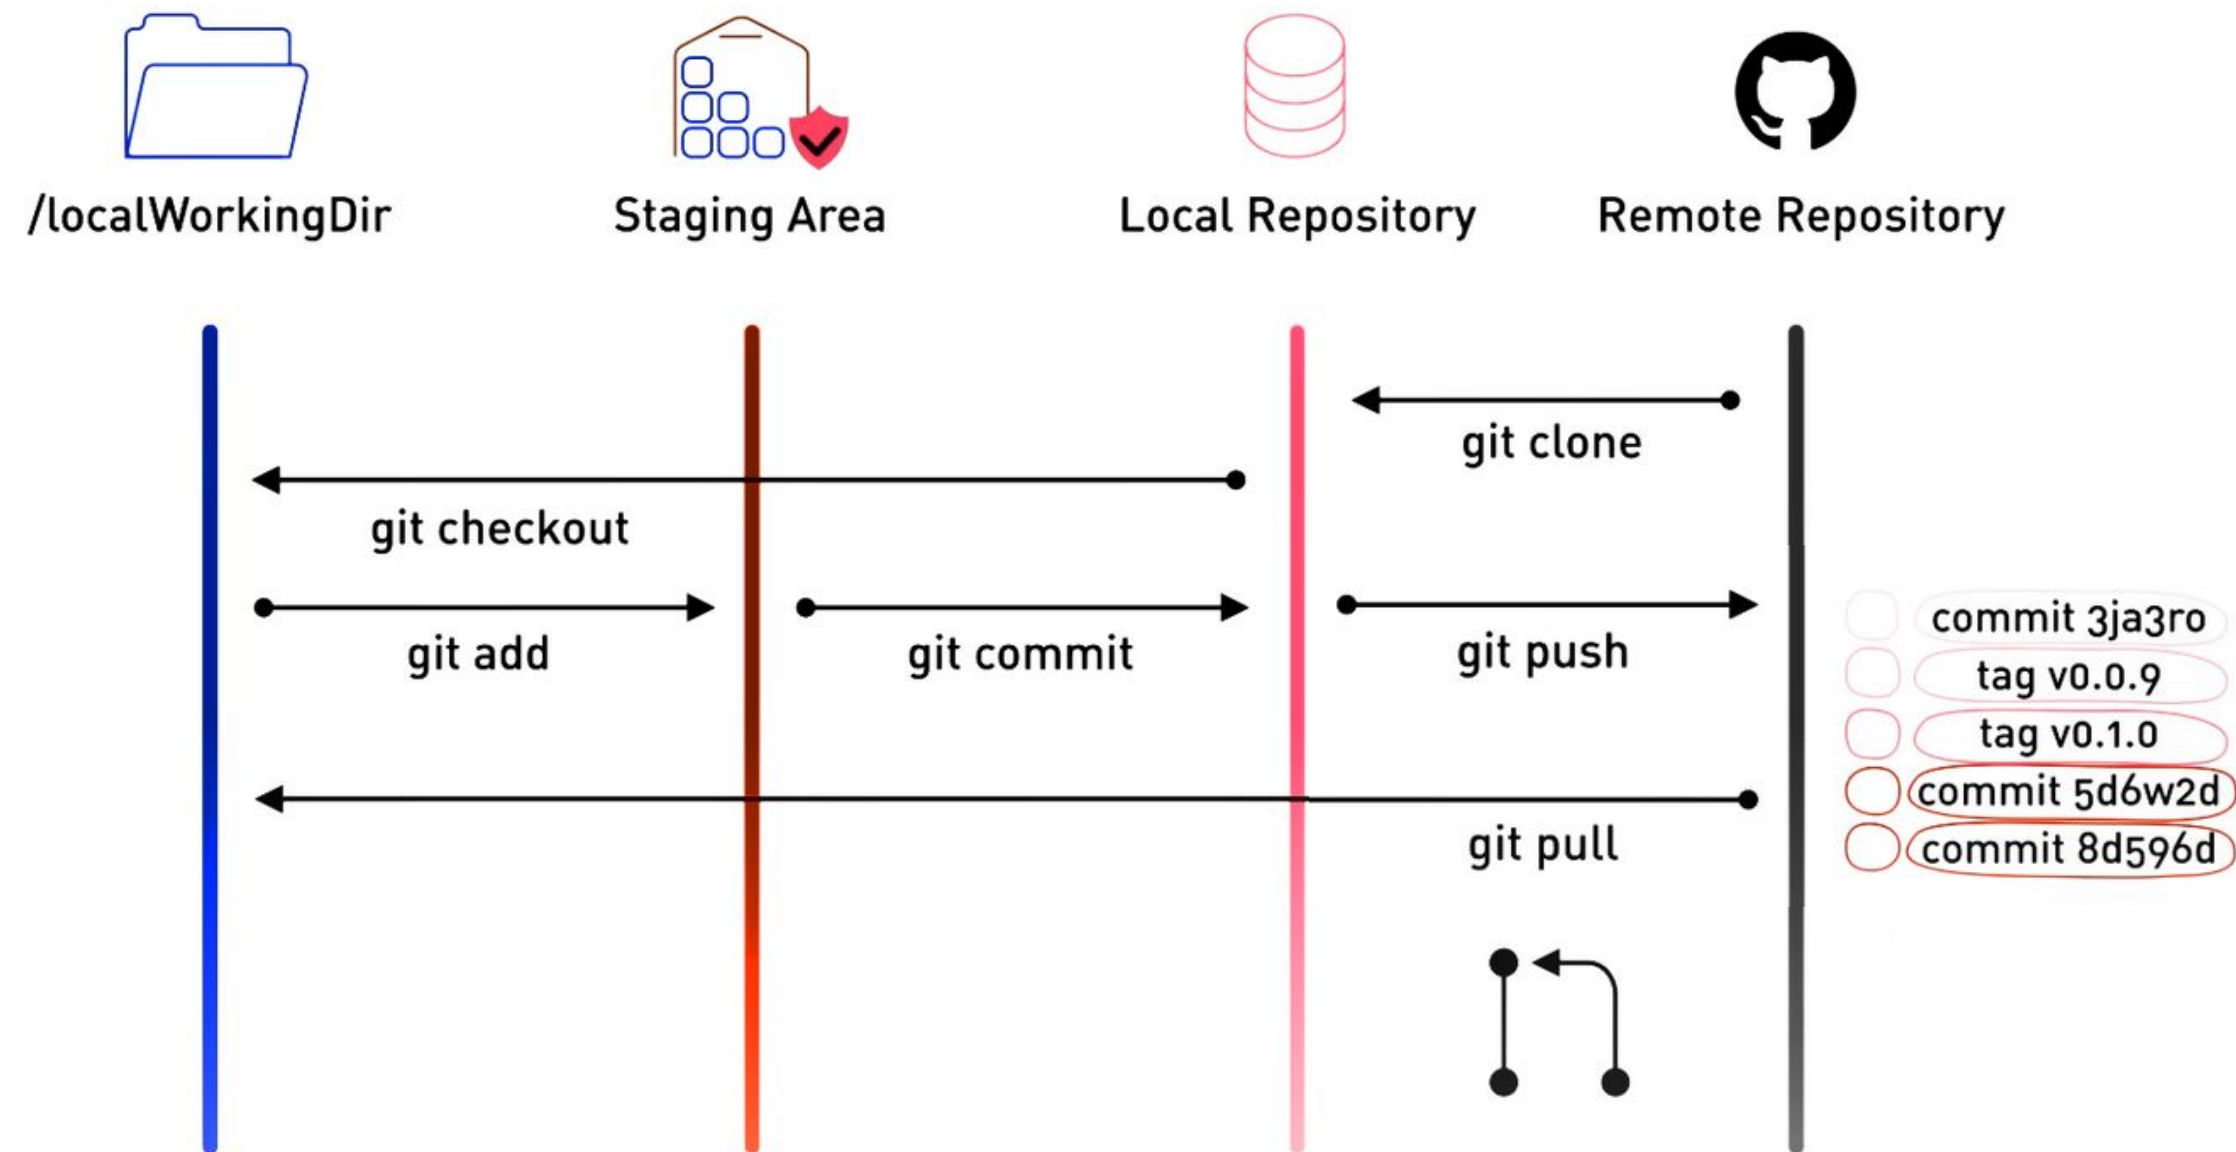 /localWorkingDir
Staging Area
Local Repository
Remote Repository
git clone
git checkout
git add
git commit
git push
commit 3ja3ro
tag v0.0.9
tag v0.1.0
commit 5d6w2d
commit 8d596d
git pull